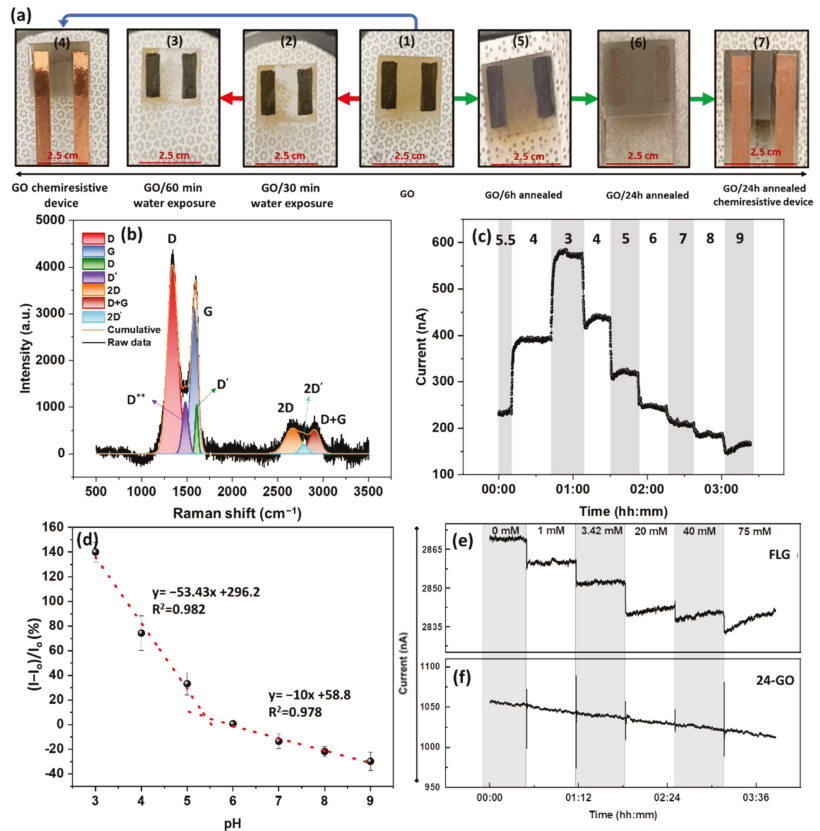 (a)
(4)
(3)
(2)
(1)
(5)
(6)
(7)
2.5 cm
2.5 cm
2.5 cm
2.5 cm
2.5 cm
2.5 cm
2.5 cm
GO chemiresistive
device
GO/60 min
water exposure
GO/30 min
water exposure
GO
GO/6h annealed
GO/24h annealed
GO/24h annealed
chemiresistive device
(b)
5000
4000
3000
2000
1000
0
Intensity (a.u.)
D
G
D
D*
2D
D+G
2D'
Cumulative
Raw data
D
G
D**
D'
2D
2D'
D+G
500
1000
1500
2000
2500
3000
3500
Raman shift (cm⁻¹)
(c)
5.5
4
3
4
5
6
7
8
9
600
500
400
300
200
100
Current (nA)
00:00
01:00
02:00
03:00
Time (hh:mm)
(d)
160
140
120
100
80
60
40
20
0
-20
-40
(I−I₀)/I₀ (%)
y= −53.43x +296.2
R²=0.982
y= −10x +58.8
R²=0.978
3
4
5
6
7
8
9
pH
(e)
0 mM
1 mM
3.42 mM
20 mM
40 mM
75 mM
FLG
2865
2850
2835
Current (nA)
(f)
24-GO
1100
1050
1000
950
00:00
01:12
02:24
03:36
Time (hh:mm)